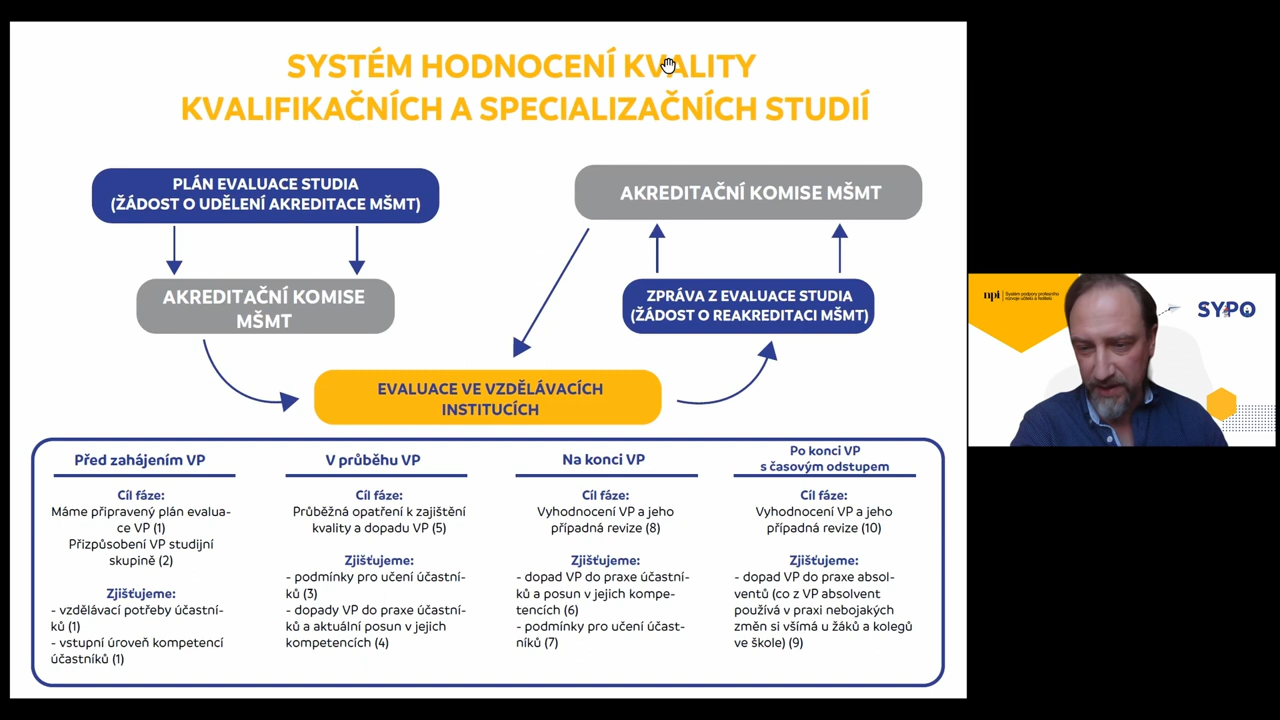 SYSTÉM HODNOCENÍ KVALITY
KVALIFIKAČNÍCH A SPECIALIZAČNÍCH STUDIÍ
PLÁN EVALUACE STUDIA
(ŽÁDOST O UDĚLENÍ AKREDITACE MŠMT)
AKREDITAČNÍ KOMISE MŠMT
AKREDITAČNÍ KOMISE
MŠMT
ZPRÁVA Z EVALUACE STUDIA
(ŽÁDOST O REAKREDITACI MŠMT)
EVALUACE VE VZDĚLÁVACÍCH
INSTITUCÍCH
Před zahájením VP
Cíl fáze:
Máme připravený plán evalua-
ce VP (1)
Přizpůsobení VP studijní
skupině (2)
Zjišťujeme:
- vzdělávací potřeby účastní-
ků (1)
- vstupní úroveň kompetencí
účastníků (1)
V průběhu VP
Cíl fáze:
Průběžná opatření k zajištění
kvality a dopadu VP (5)
Zjišťujeme:
- podmínky pro učení účastní-
ků (3)
- dopady VP do praxe účastní-
ků a aktuální posun v jejich
kompetencích (4)
Na konci VP
Cíl fáze:
Vyhodnocení VP a jeho
případná revize (8)
Zjišťujeme:
- dopad VP do praxe účastní-
ků a posun v jejich kompe-
tencích (6)
- podmínky pro učení účast-
níků (7)
Po konci VP
s časovým odstupem
Cíl fáze:
Vyhodnocení VP a jeho
případná revize (10)
Zjišťujeme:
- dopad VP do praxe absol-
ventů (co z VP absolvent
používá v praxi nebojakých
změn si všímá u žáků a kolegů
ve škole) (9)
npi
Systém podpory profesního
rozvoje učitelů a ředitelů
SYPO